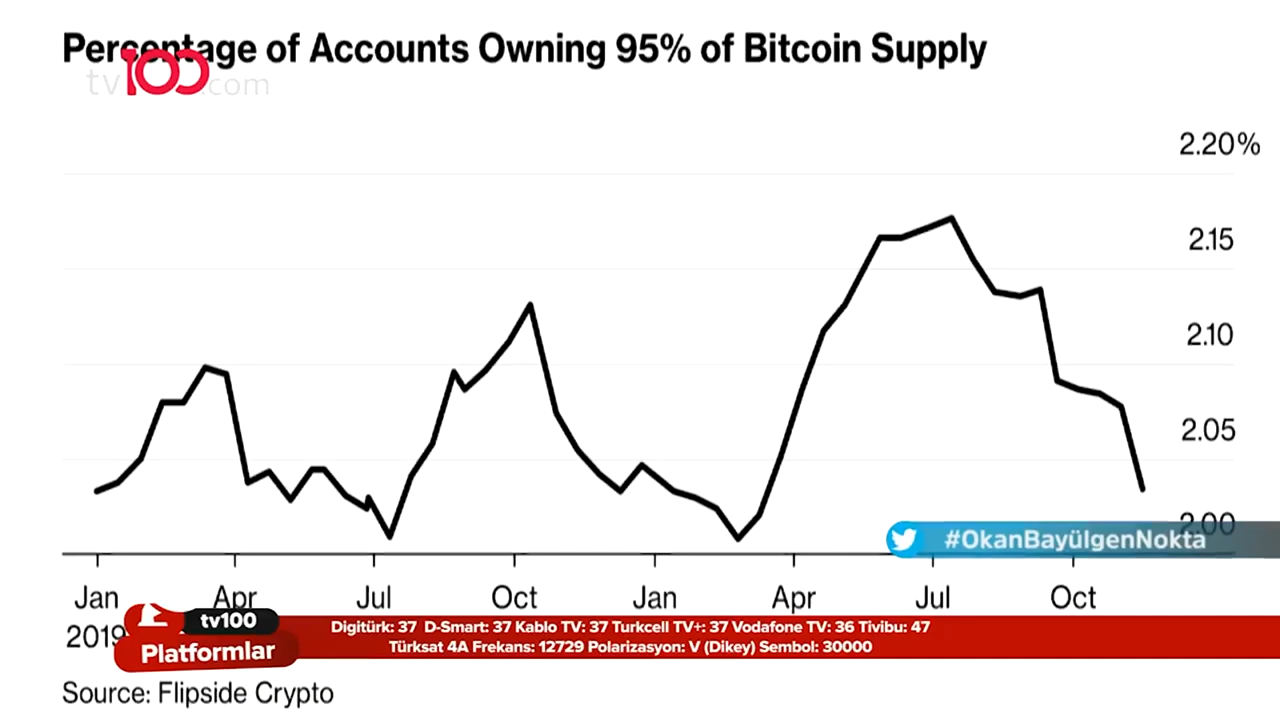 Percentage of Accounts Owning 95% of Bitcoin Supply
tv100.com
2.20%
2.15
2.10
2.05
2.00
#OkanBayülgenNokta
Jan Apr Jul Oct Jan Apr Jul Oct
2019
tv100
Platformlar
Digitürk: 37 D-Smart: 37 Kablo TV: 37 Turkcell TV+: 37 Vodafone TV: 36 Tivibu: 47
Türksat 4A Frekans: 12729 Polarizasyon: V (Dikey) Sembol: 30000
Source: Flipside Crypto